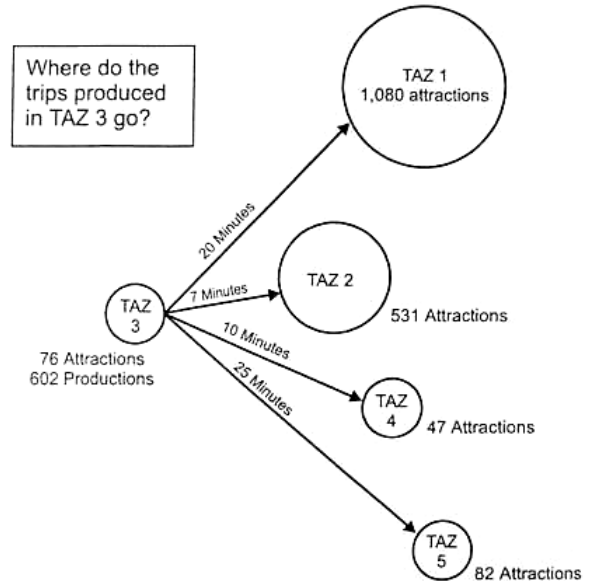 Where do the
trips produced
in TAZ 3 go?
TAZ 1
1,080 attractions
20 Minutes
7 Minutes
TAZ 2
531 Attractions
TAZ
3
76 Attractions
602 Productions
10 Minutes
25 Minutes
TAZ
4
47 Attractions
TAZ
5
82 Attractions